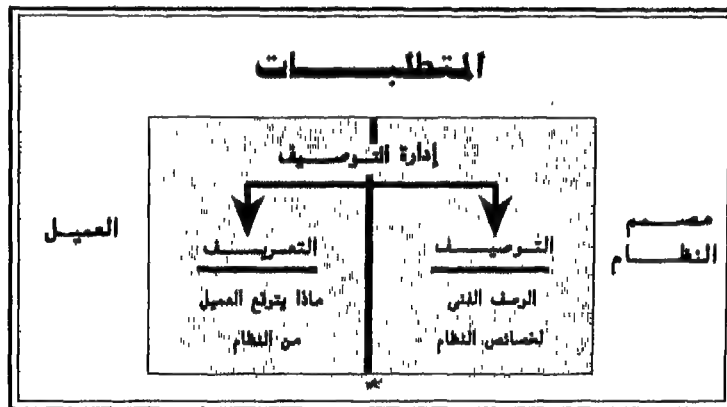 المتطلبات
إدارة التوصيف
مصمم
النظام
التوصيف
الوصف الفني
لخصائص النظام
التعريف
ماذا يتوقع العميل
من النظام
العميل